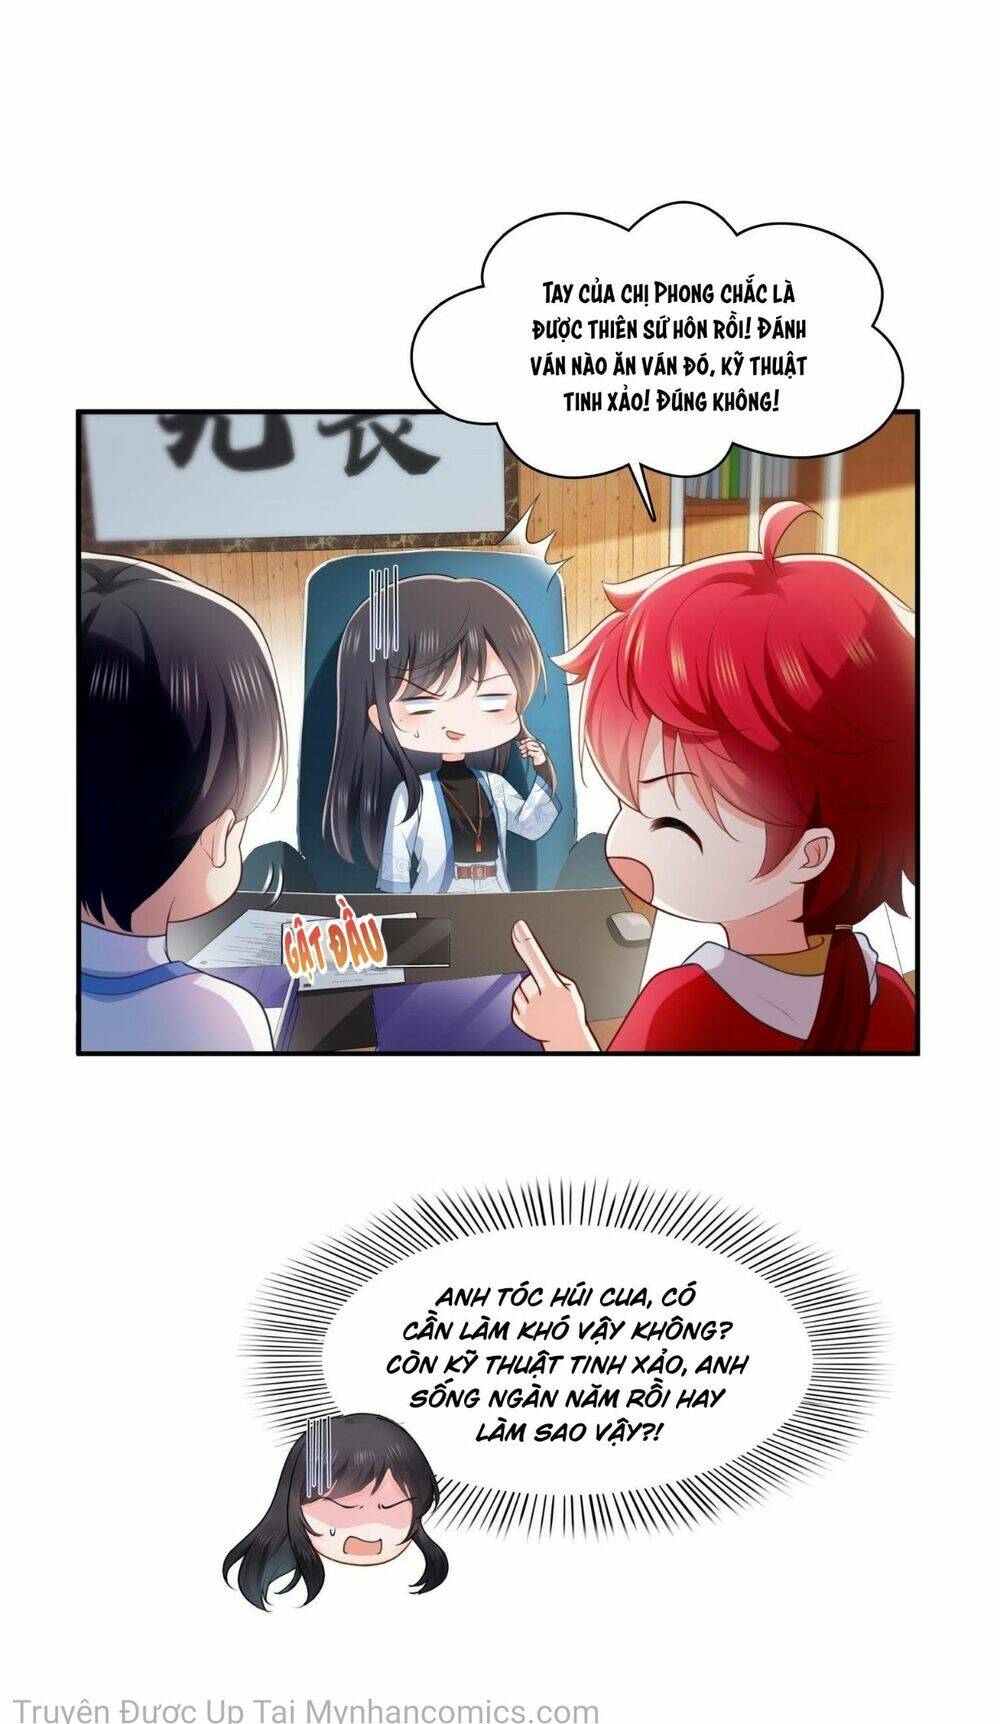 TAY CỦA CHỊ PHONG CHẮC LÀ
ĐƯỢC THIÊN SỨ HÔN RỒI! ĐÁNH
VÁN NÀO ĂN VÁN ĐÓ, KỸ THUẬT
TINH XẢO! ĐÚNG KHÔNG!
GẬT ĐẦU
ANH TÓC HÚI CUA, CÓ
CẦN LÀM KHÓ VẬY KHÔNG?
CÒN KỸ THUẬT TINH XẢO, ANH
SỐNG NGÀN NĂM RỒI HAY
LÀM SAO VẬY?!
Truyện Được Up Tại Mynhancomics.com